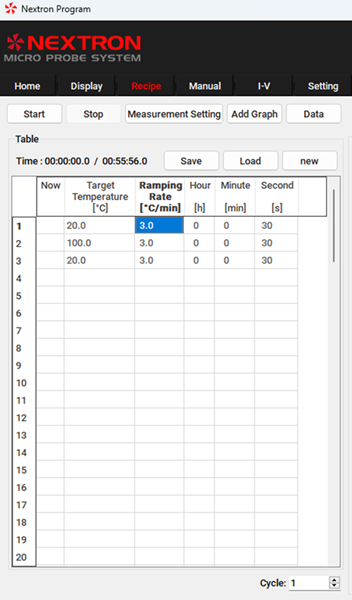 Nextron Program
NEXTRON
MICRO PROBE SYSTEM
Home Display Recipe Manual I-V Setting
Start Stop Measurement Setting Add Graph Data
Table
Time : 00:00:00.0 / 00:55:56.0 Save Load new
Now Target Ramping Hour Minute Second
Temperature Rate
[°C] [°C/min] [h] [min] [s]
1 20.0 3.0 0 0 30
2 100.0 3.0 0 0 30
3 20.0 3.0 0 0 30
4
5
6
7
8
9
10
11
12
13
14
15
16
17
18
19
20
Cycle: 1